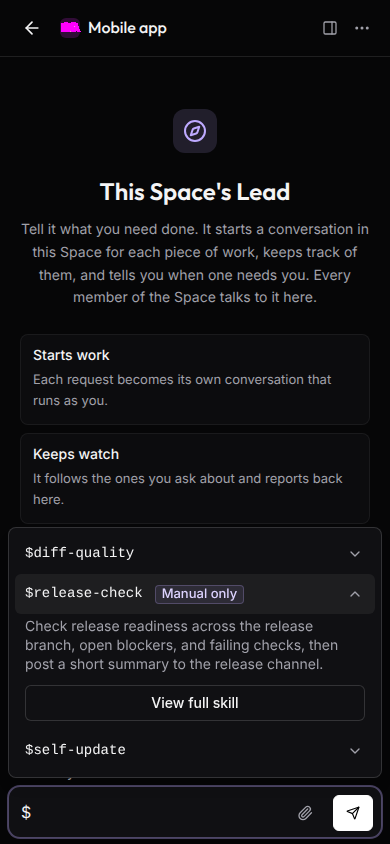 Mobile app
This Space's Lead
Tell it what you need done. It starts a conversation in
this Space for each piece of work, keeps track of
them, and tells you when one needs you. Every
member of the Space talks to it here.
Starts work
Each request becomes its own conversation that
runs as you.
Keeps watch
It follows the ones you ask about and reports back
here.
$diff-quality
$release-check Manual only
Check release readiness across the release
branch, open blockers, and failing checks, then
post a short summary to the release channel.
View full skill
$self-update
$